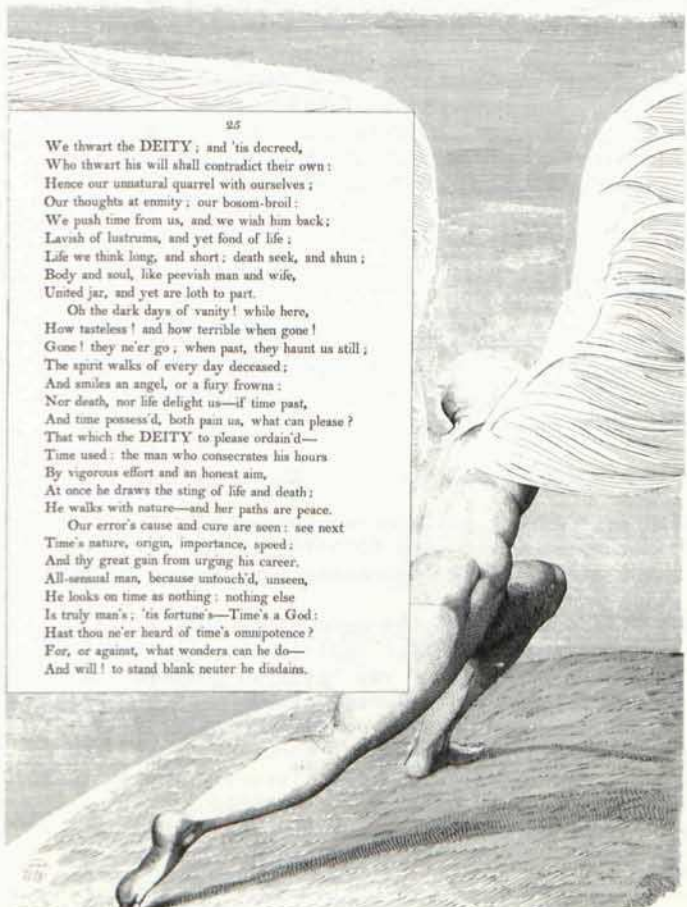 25
We thwart the DEITY; and 'tis decreed,
Who thwart his will shall contradict their own:
Hence our unnatural quarrel with ourselves;
Our thoughts at enmity; our bosom-broil:
We push time from us, and we wish him back;
Lavish of lustrums, and yet fond of life;
Life we think long, and short; death seek, and shun;
Body and soul, like peevish man and wife,
United jar, and yet are loth to part.
Oh the dark days of vanity! while here,
How tasteless! and how terrible when gone!
Gone! they ne'er go; when past, they haunt us still;
The spirit walks of every day deceased;
And smiles an angel, or a fury frowns:
Nor death, nor life delight us—if time past,
And time possess'd, both pain us, what can please?
That which the DEITY to please ordain'd—
Time used: the man who consecrates his hours
By vigorous effort and an honest aim,
At once he draws the sting of life and death;
He walks with nature—and her paths are peace.
Our error's cause and cure are seen: see next
Time's nature, origin, importance, speed;
And thy great gain from urging his career.
All-sensual man, because untouch'd, unseen,
He looks on time as nothing: nothing else
Is truly man's; 'tis fortune's—Time's a God:
Hast thou ne'er heard of time's omnipotence?
For, or against, what wonders can he do—
And will! to stand blank neuter he disdains.